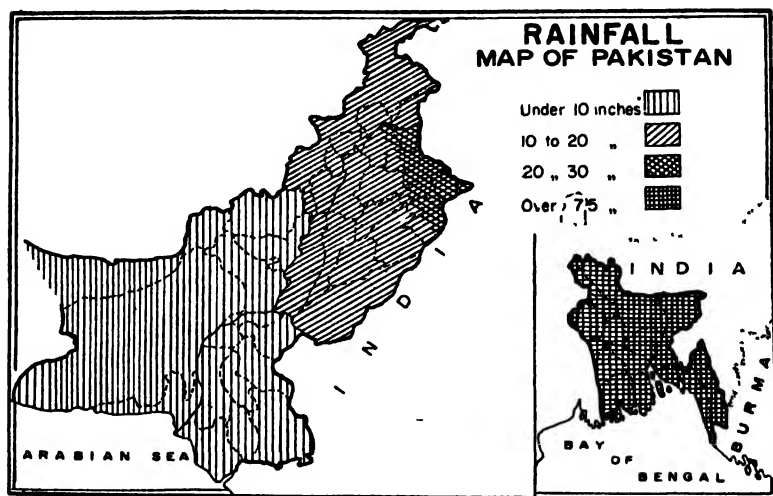 RAINFALL
MAP OF PAKISTAN
Under 10 inches
10 to 20 „
20 „ 30 „
Over 75 „
INDIA
ARABIAN SEA
INDIA
BURMA
BAY
OF
BENGAL